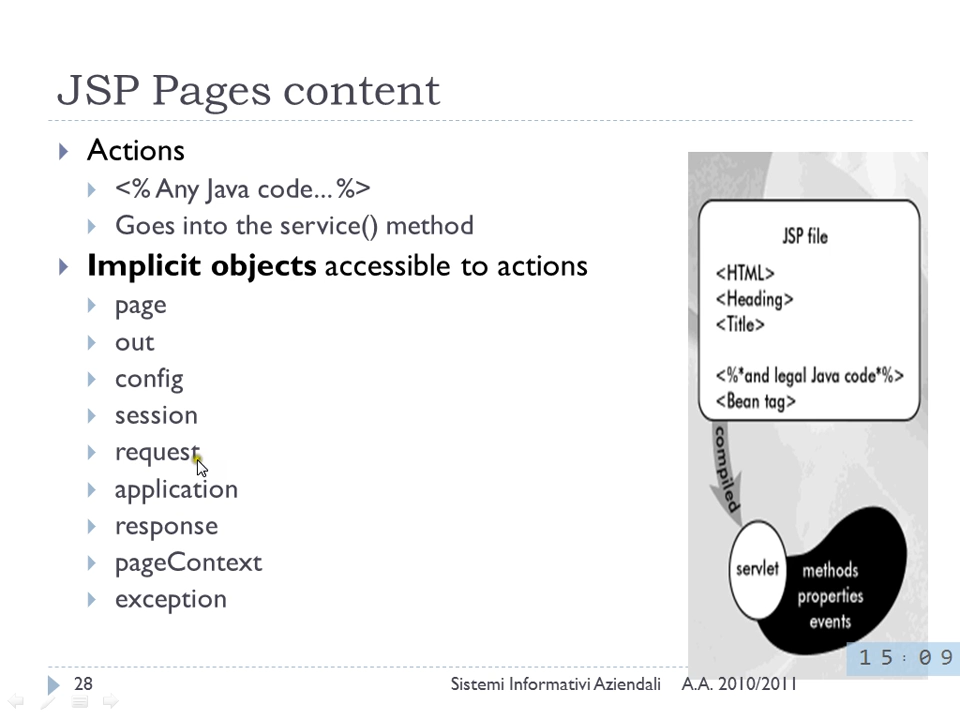 JSP Pages content
Actions
<% Any Java code... %>
Goes into the service() method
Implicit objects accessible to actions
page
out
config
session
request
application
response
pageContext
exception
JSP file
<HTML>
<Heading>
<Title>
<%*and legal Java code*%>
<Bean tag>
compiled
servlet
methods
properties
events
15:09
28
Sistemi Informativi Aziendali A.A. 2010/2011